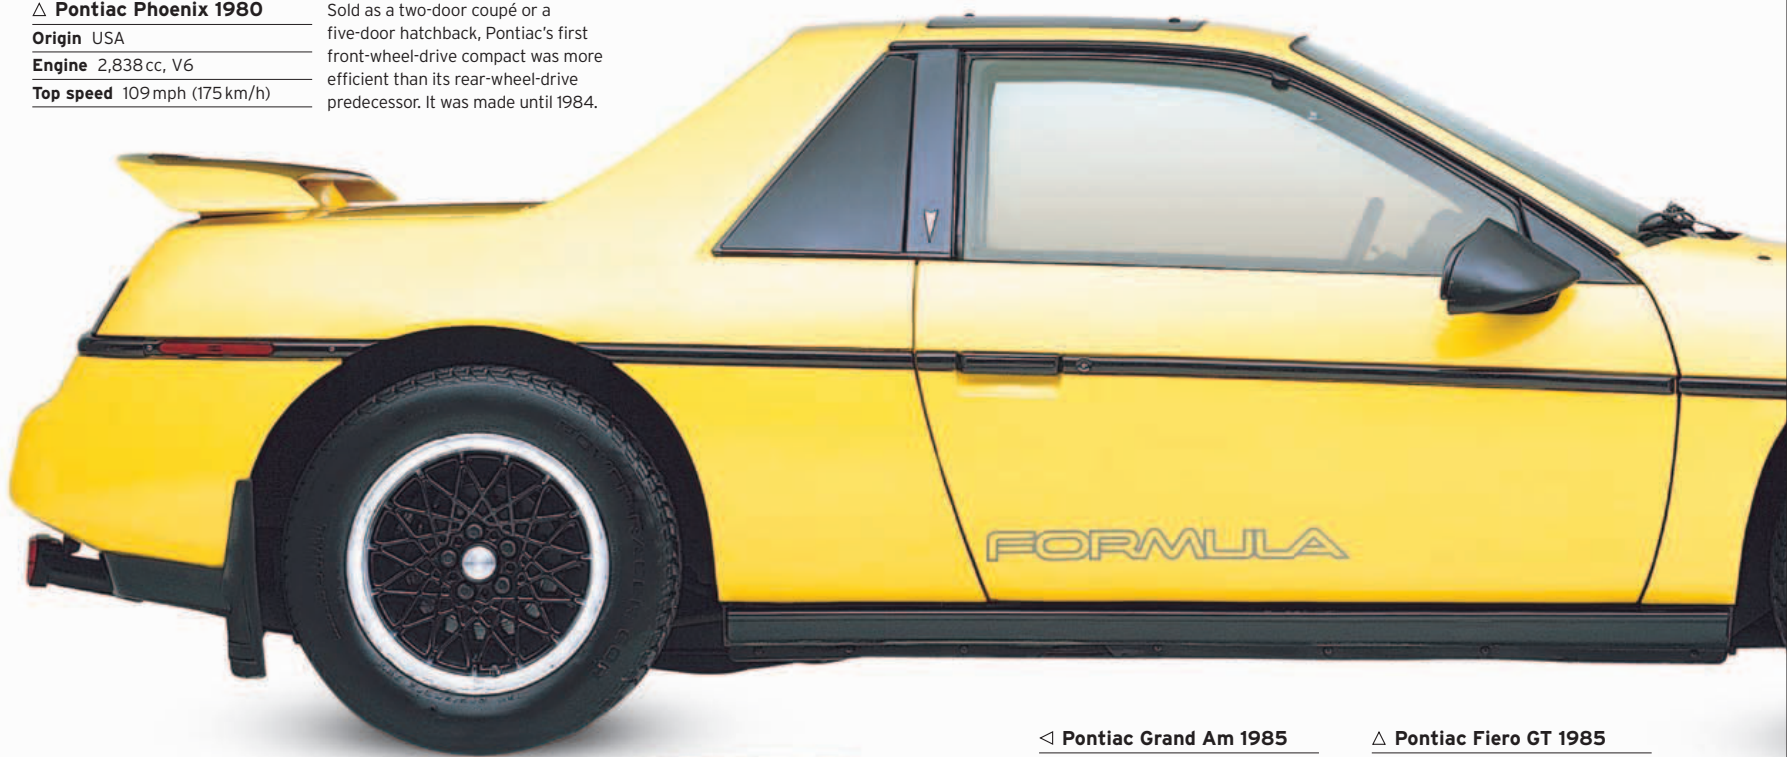 △ Pontiac Phoenix 1980
Origin USA
Engine 2,838 cc, V6
Top speed 109 mph (175 km/h)
Sold as a two-door coupé or a
five-door hatchback, Pontiac's first
front-wheel-drive compact was more
efficient than its rear-wheel-drive
predecessor. It was made until 1984.
FORMULA
◁ Pontiac Grand Am 1985
△ Pontiac Fiero GT 1985